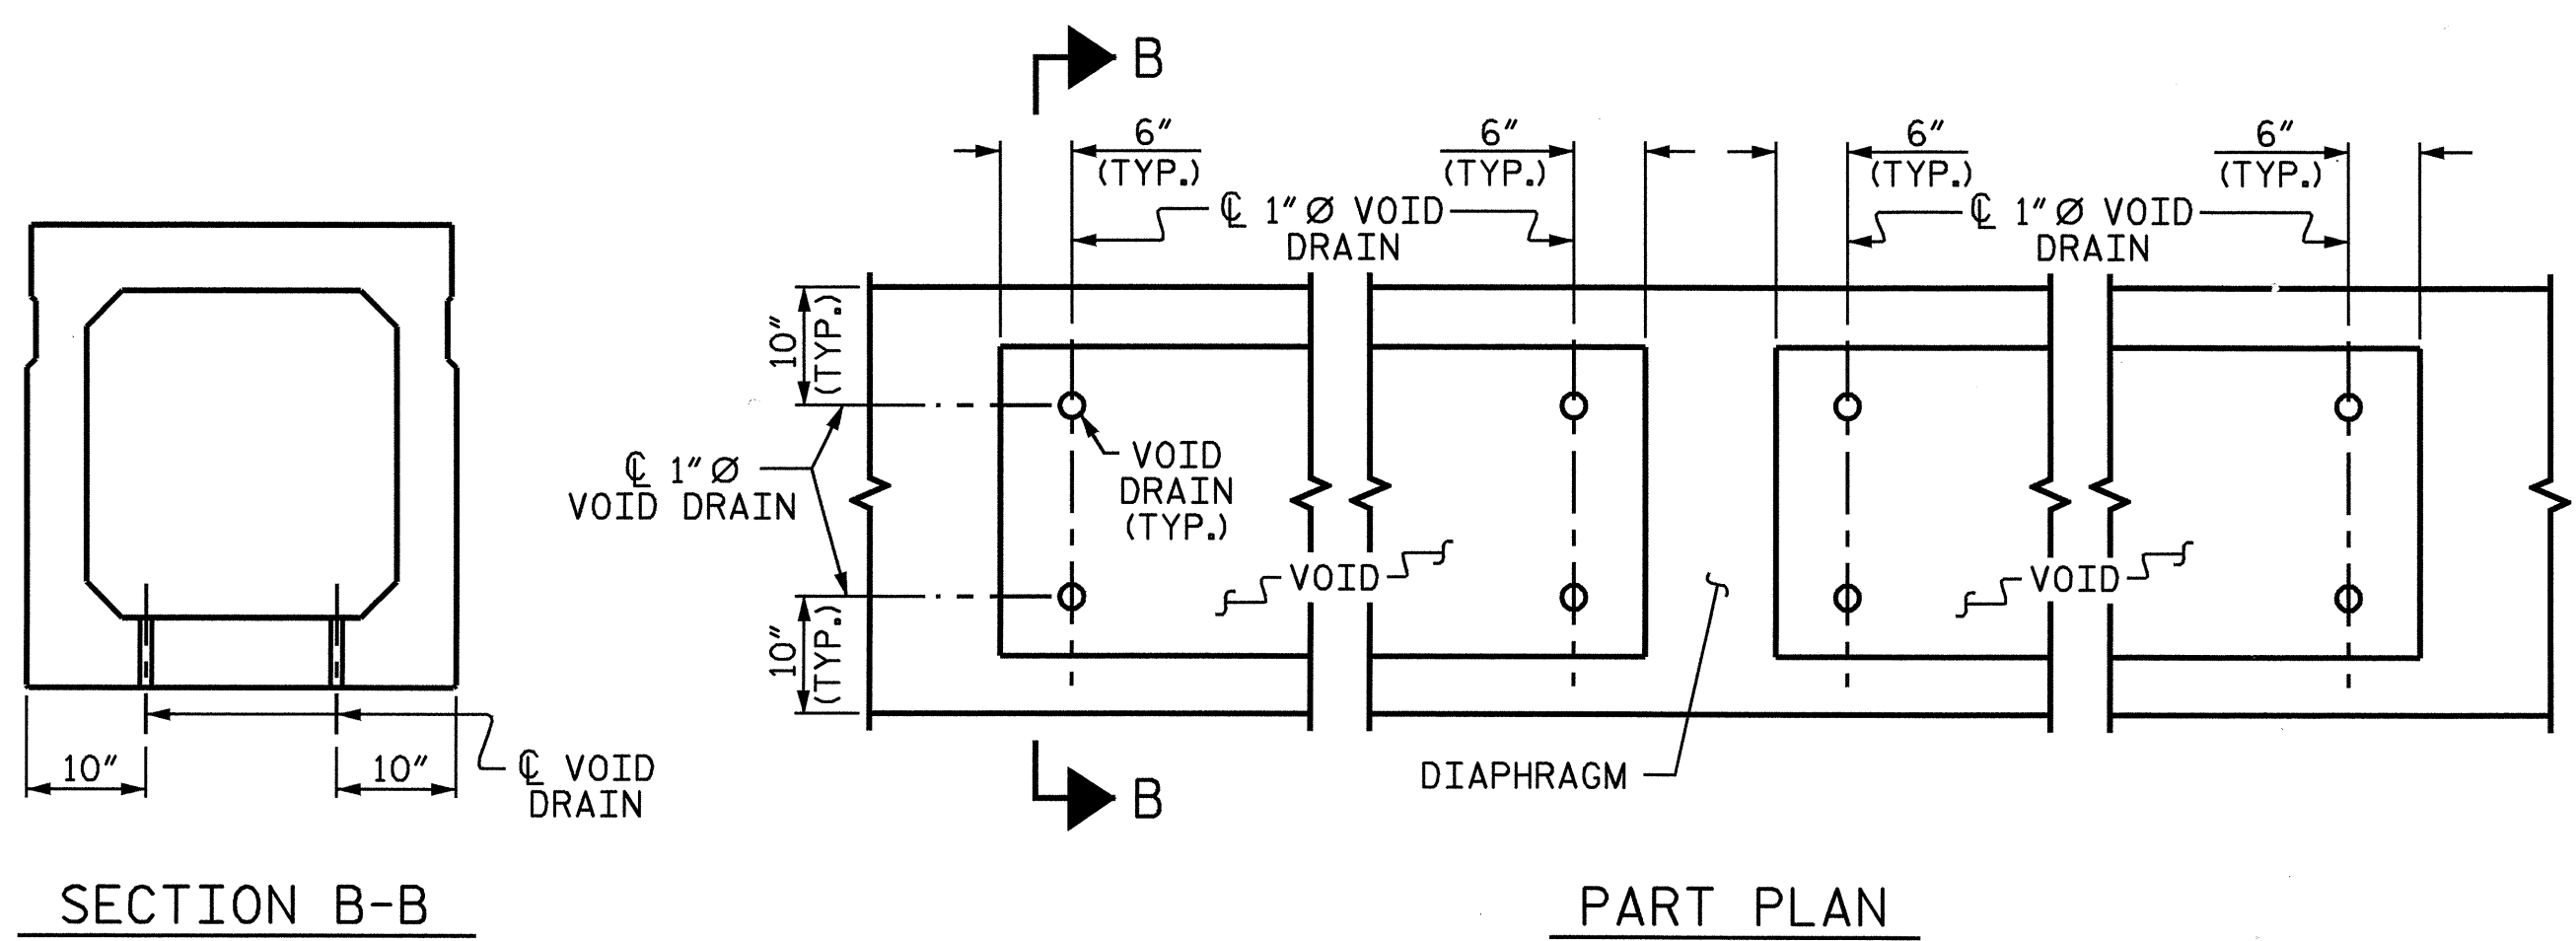 B
6" 6" 6" 6"
(TYP.) (TYP.) (TYP.) (TYP.)
℄ 1" Ø VOID
DRAIN
℄ 1" Ø VOID
DRAIN
10"
(TYP.)
℄ 1" Ø
VOID DRAIN
VOID
DRAIN
(TYP.)
VOID
VOID
10"
(TYP.)
DIAPHRAGM
B
10" 10"
℄ VOID
DRAIN
SECTION B-B
PART PLAN